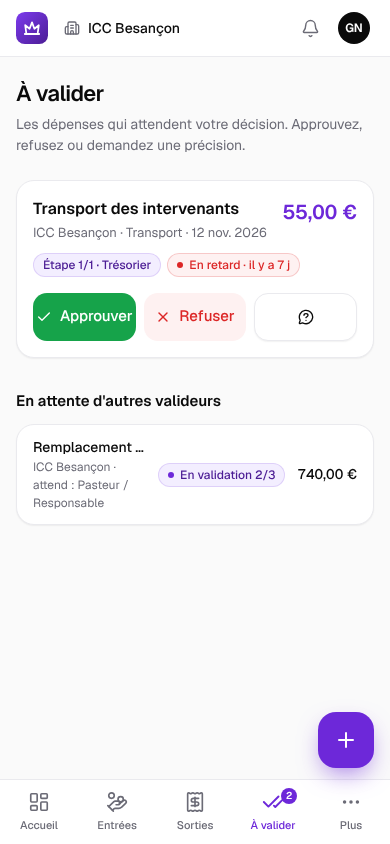 ICC Besançon
GN
À valider
Les dépenses qui attendent votre décision. Approuvez,
refusez ou demandez une précision.
Transport des intervenants
55,00 €
ICC Besançon · Transport · 12 nov. 2026
Étape 1/1 · Trésorier
En retard · il y a 7 j
Approuver
Refuser
En attente d'autres valideurs
Remplacement ...
ICC Besançon ·
attend : Pasteur /
Responsable
En validation 2/3
740,00 €
2
Accueil
Entrées
Sorties
À valider
Plus